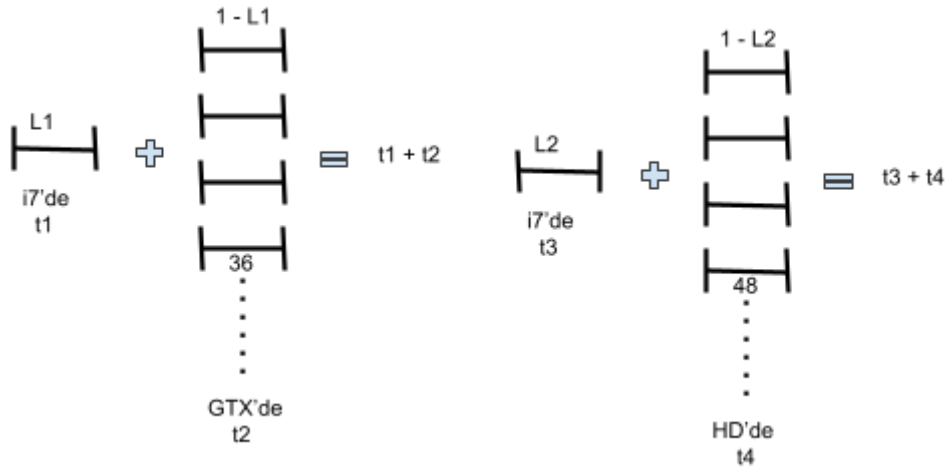 1 - L1
L1
t1 + t2
i7'de
t1
36
GTX'de
t2
1 - L2
L2
t3 + t4
i7'de
t3
48
HD'de
t4